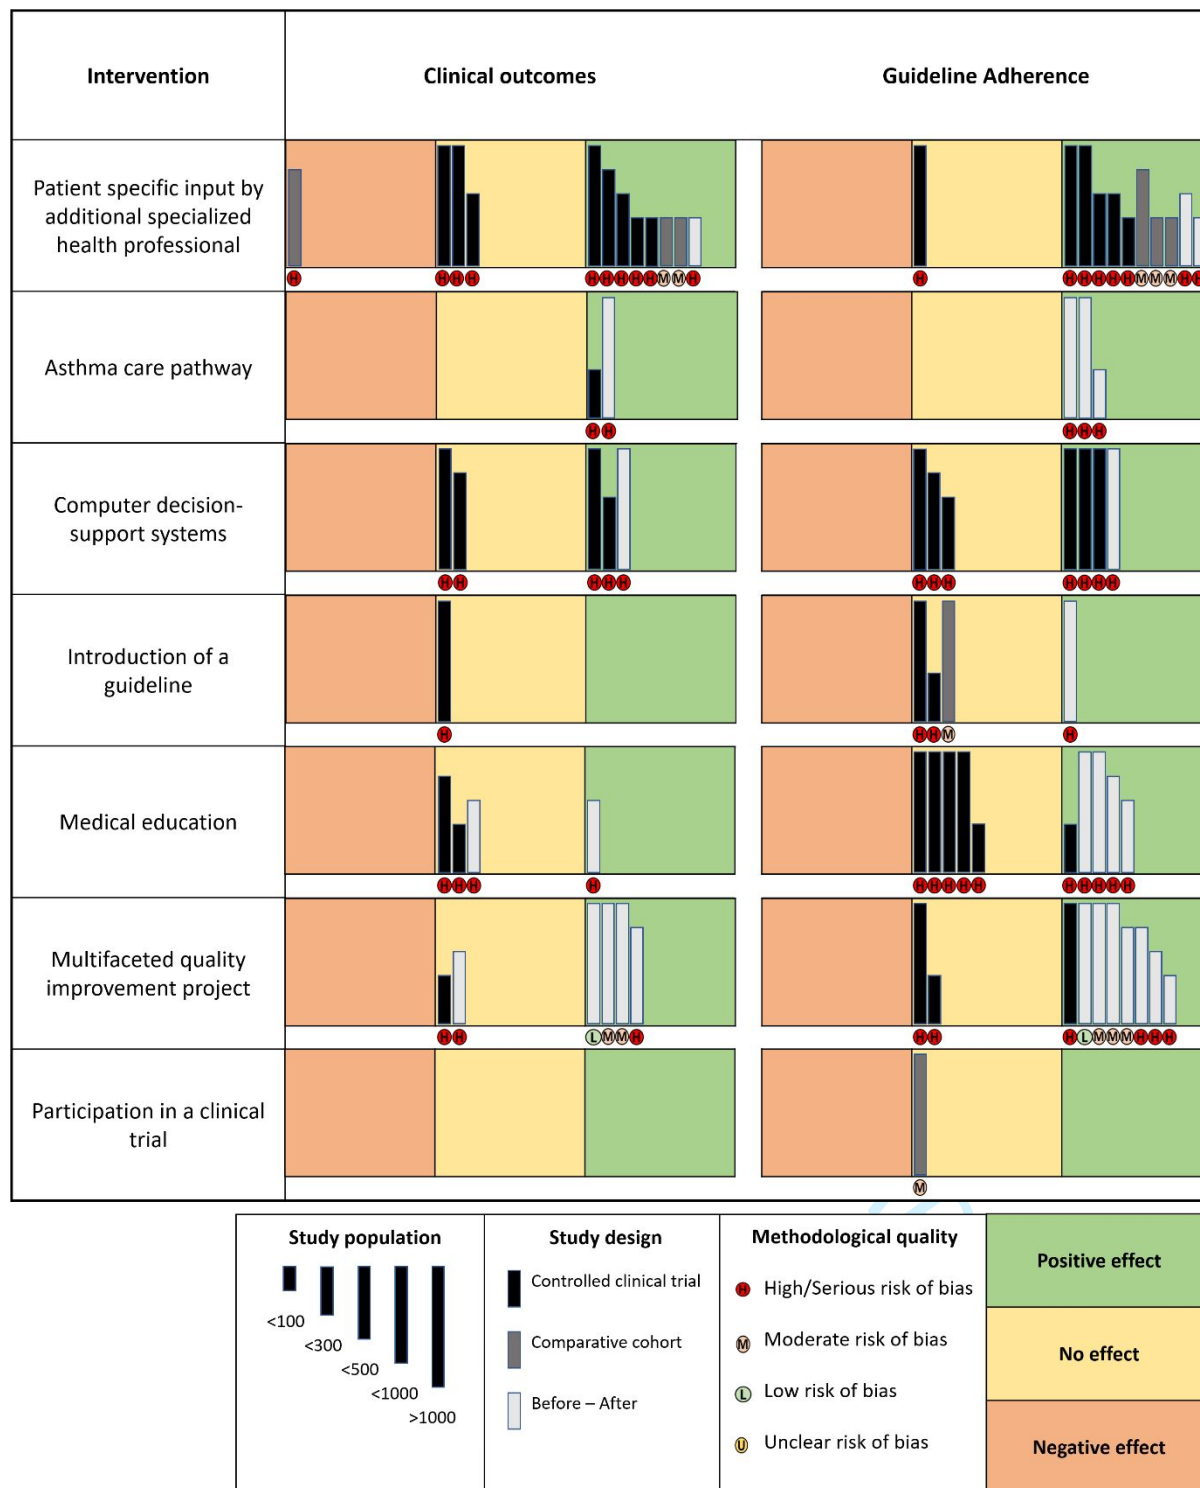 Intervention
Clinical outcomes
Guideline Adherence
Patient specific input by
additional specialized
health professional
H
H H H
H H H H H M M H
H
H H H H H M M M H H
Asthma care pathway
H H
H H H
Computer decision-
support systems
H H
H H H
H H H
H H H H
Introduction of a
guideline
H
H H M
H
Medical education
H H H
H
H H H H H
H H H H H
Multifaceted quality
improvement project
H H
L M M H
H H
H L M M M H H H
Participation in a clinical
trial
M
Study population
<100
<300
<500
<1000
>1000
Study design
Controlled clinical trial
Comparative cohort
Before – After
Methodological quality
H High/Serious risk of bias
M Moderate risk of bias
L Low risk of bias
U Unclear risk of bias
Positive effect
No effect
Negative effect